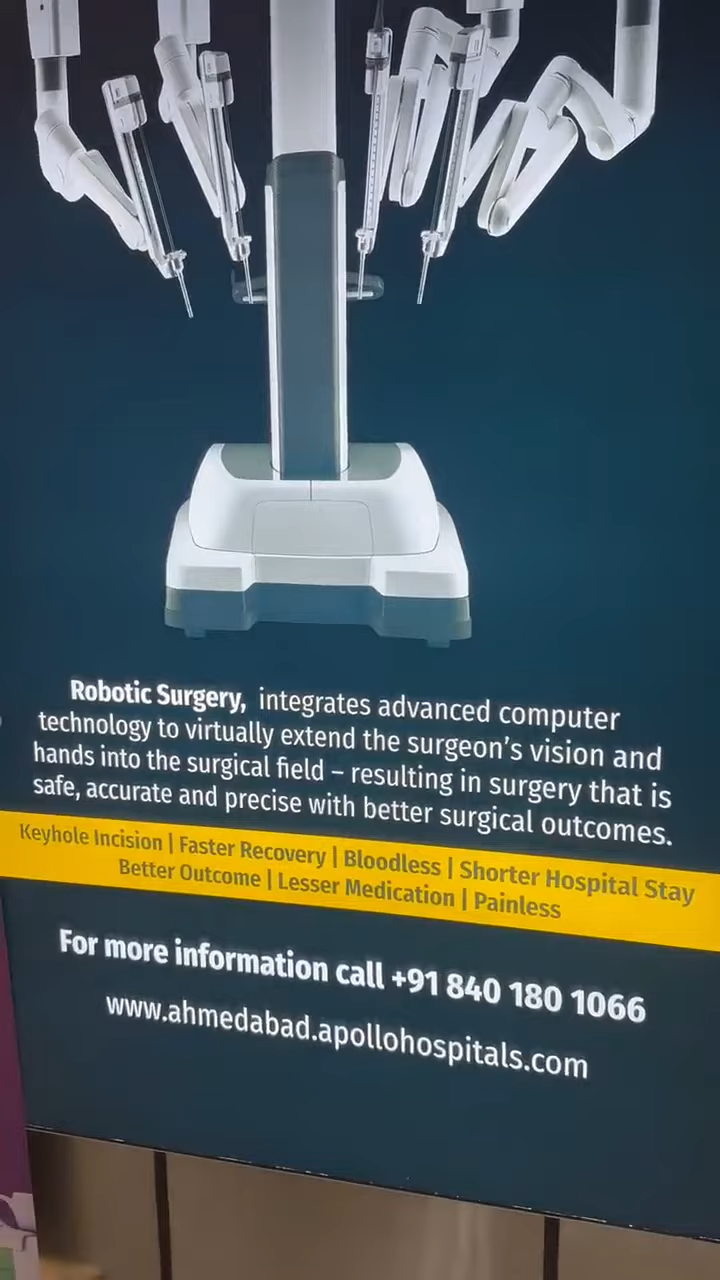 Robotic Surgery, integrates advanced computer
technology to virtually extend the surgeon's vision and
hands into the surgical field – resulting in surgery that is
safe, accurate and precise with better surgical outcomes.
Keyhole Incision | Faster Recovery | Bloodless | Shorter Hospital Stay
Better Outcome | Lesser Medication | Painless
For more information call +91 840 180 1066
www.ahmedabad.apollohospitals.com